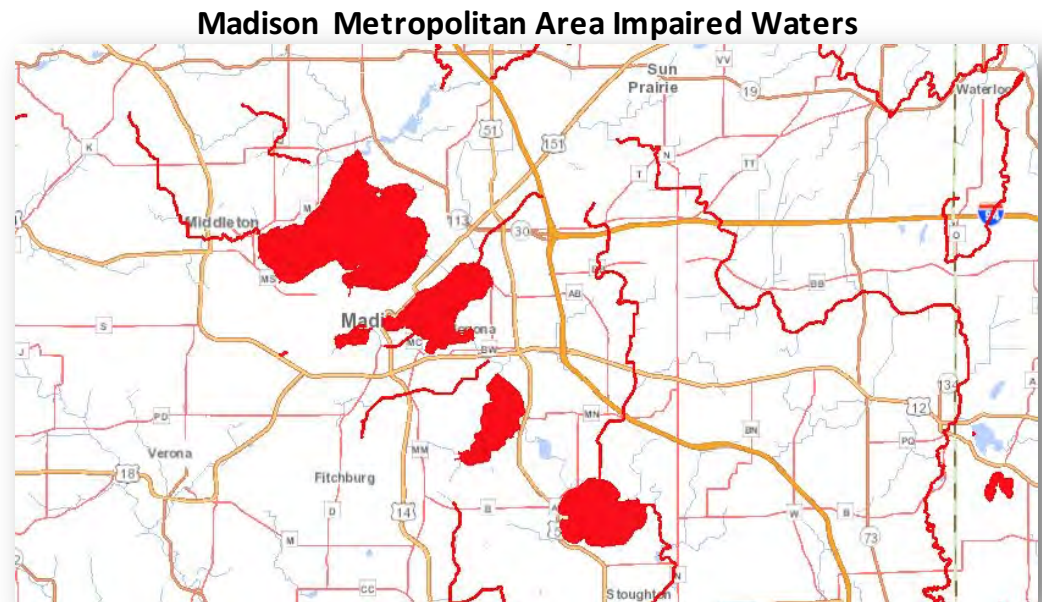 Madison Metropolitan Area Impaired Waters
Sun
Prairie
VV
19
Waterloo
51
151
K
N
T
TT
M
Middleton
113
30
O
MS
AB
BB
S
Madi
MC
BW
J
134
A
12
PD
MN
BN
PQ
MM
Verona
18
Fitchburg
14
D
B
W
B
73
M
N
CC
Stoughton